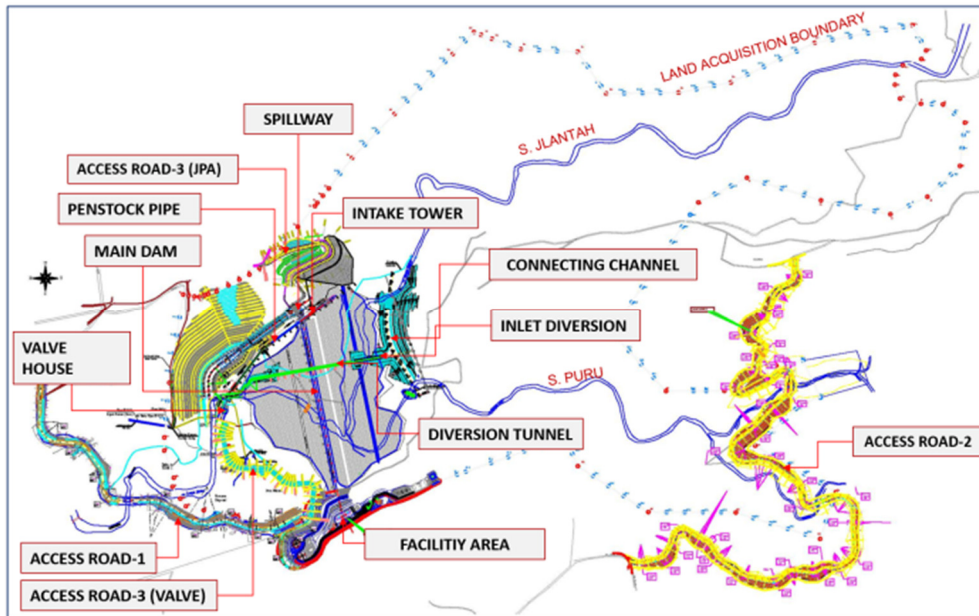 LAND ACQUISITION BOUNDARY
S. JLANTAH
SPILLWAY
ACCESS ROAD-3 (JPA)
PENSTOCK PIPE
INTAKE TOWER
MAIN DAM
CONNECTING CHANNEL
INLET DIVERSION
VALVE
HOUSE
S. PURU
DIVERSION TUNNEL
ACCESS ROAD-2
FACILITIY AREA
ACCESS ROAD-1
ACCESS ROAD-3 (VALVE)